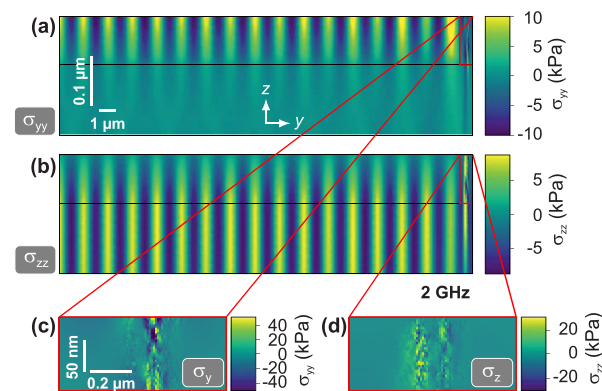 (a)
0.1 µm
1 µm
z
y
σyy
10
5
0
-5
-10
σyy (kPa)
(b)
σzz
5
0
-5
σzz (kPa)
2 GHz
(c)
50 nm
0.2 µm
σy
40
20
0
-20
-40
σyy (kPa)
(d)
σz
20
0
-20
σzz (kPa)